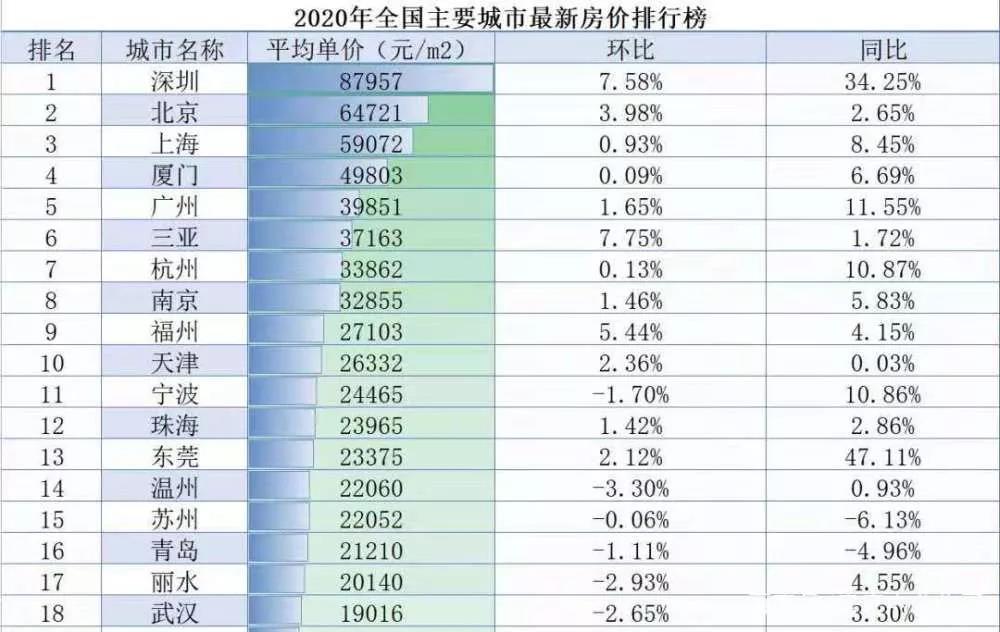 2020年全国主要城市最新房价排行榜
排名 城市名称 平均单价（元/m2） 环比 同比
1 深圳 87957 7.58% 34.25%
2 北京 64721 3.98% 2.65%
3 上海 59072 0.93% 8.45%
4 厦门 49803 0.09% 6.69%
5 广州 39851 1.65% 11.55%
6 三亚 37163 7.75% 1.72%
7 杭州 33862 0.13% 10.87%
8 南京 32855 1.46% 5.83%
9 福州 27103 5.44% 4.15%
10 天津 26332 2.36% 0.03%
11 宁波 24465 -1.70% 10.86%
12 珠海 23965 1.42% 2.86%
13 东莞 23375 2.12% 47.11%
14 温州 22060 -3.30% 0.93%
15 苏州 22052 -0.06% -6.13%
16 青岛 21210 -1.11% -4.96%
17 丽水 20140 -2.93% 4.55%
18 武汉 19016 -2.65% 3.30%